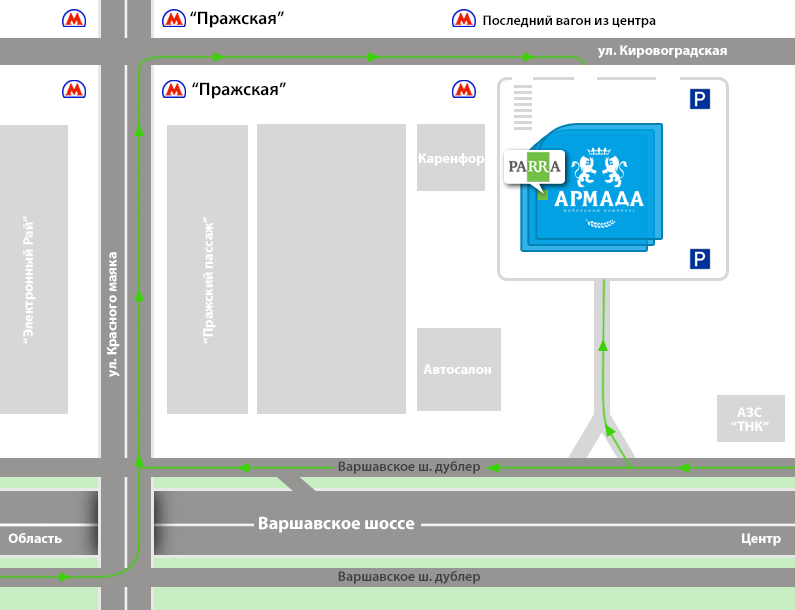 “Пражская”
Последний вагон из центра
ул. Кировоградская
“Пражская”
P
Каренфор
PARRA
АРМАДА
МЕБЕЛЬНЫЙ КОМПЛЕКС
“Электронный Рай”
ул. Красного маяка
“Пражский пассаж”
P
Автосалон
АЗС
“ТНК”
Варшавское ш. дублер
Варшавское шоссе
Область
Центр
Варшавское ш. дублер